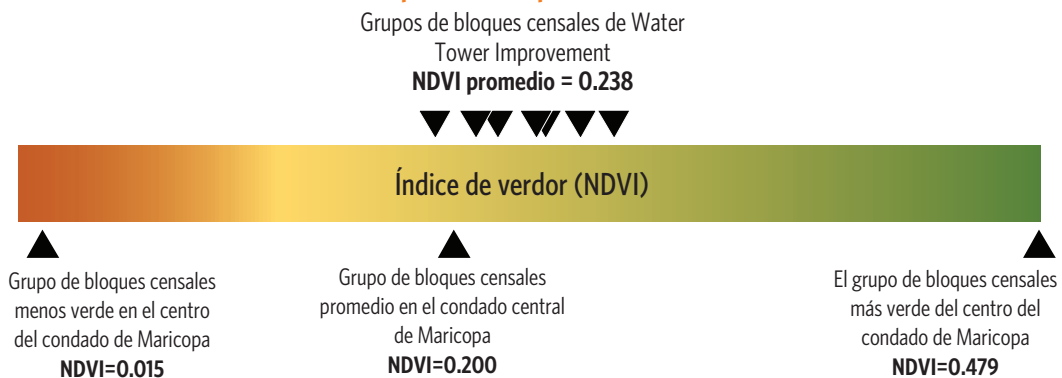 Grupos de bloques censales de Water
Tower Improvement
NDVI promedio = 0.238
Índice de verdor (NDVI)
Grupo de bloques censales
menos verde en el centro
del condado de Maricopa
NDVI=0.015
Grupo de bloques censales
promedio en el condado central
de Maricopa
NDVI=0.200
El grupo de bloques censales
más verde del centro del
condado de Maricopa
NDVI=0.479